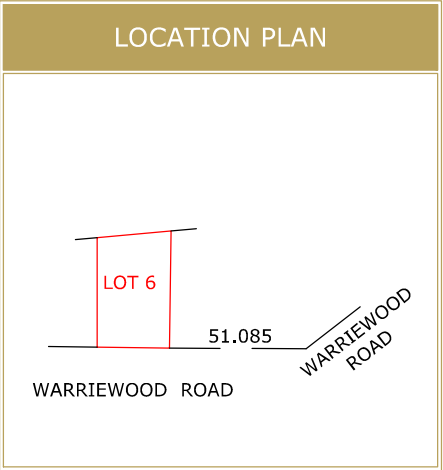 LOCATION PLAN
LOT 6
51.085
WARRIEWOOD
ROAD
WARRIEWOOD ROAD